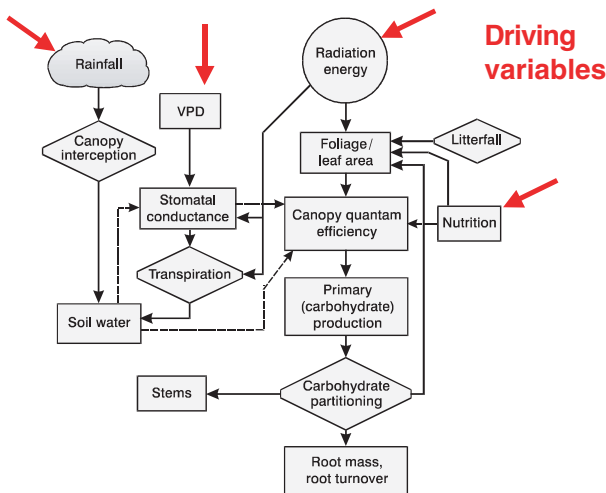 Driving
variables
Rainfall
Radiation
energy
VPD
Canopy
interception
Foliage/
leaf area
Litterfall
Stomatal
conductance
Canopy quantam
efficiency
Nutrition
Transpiration
Primary
(carbohydrate)
production
Soil water
Stems
Carbohydrate
partitioning
Root mass,
root turnover